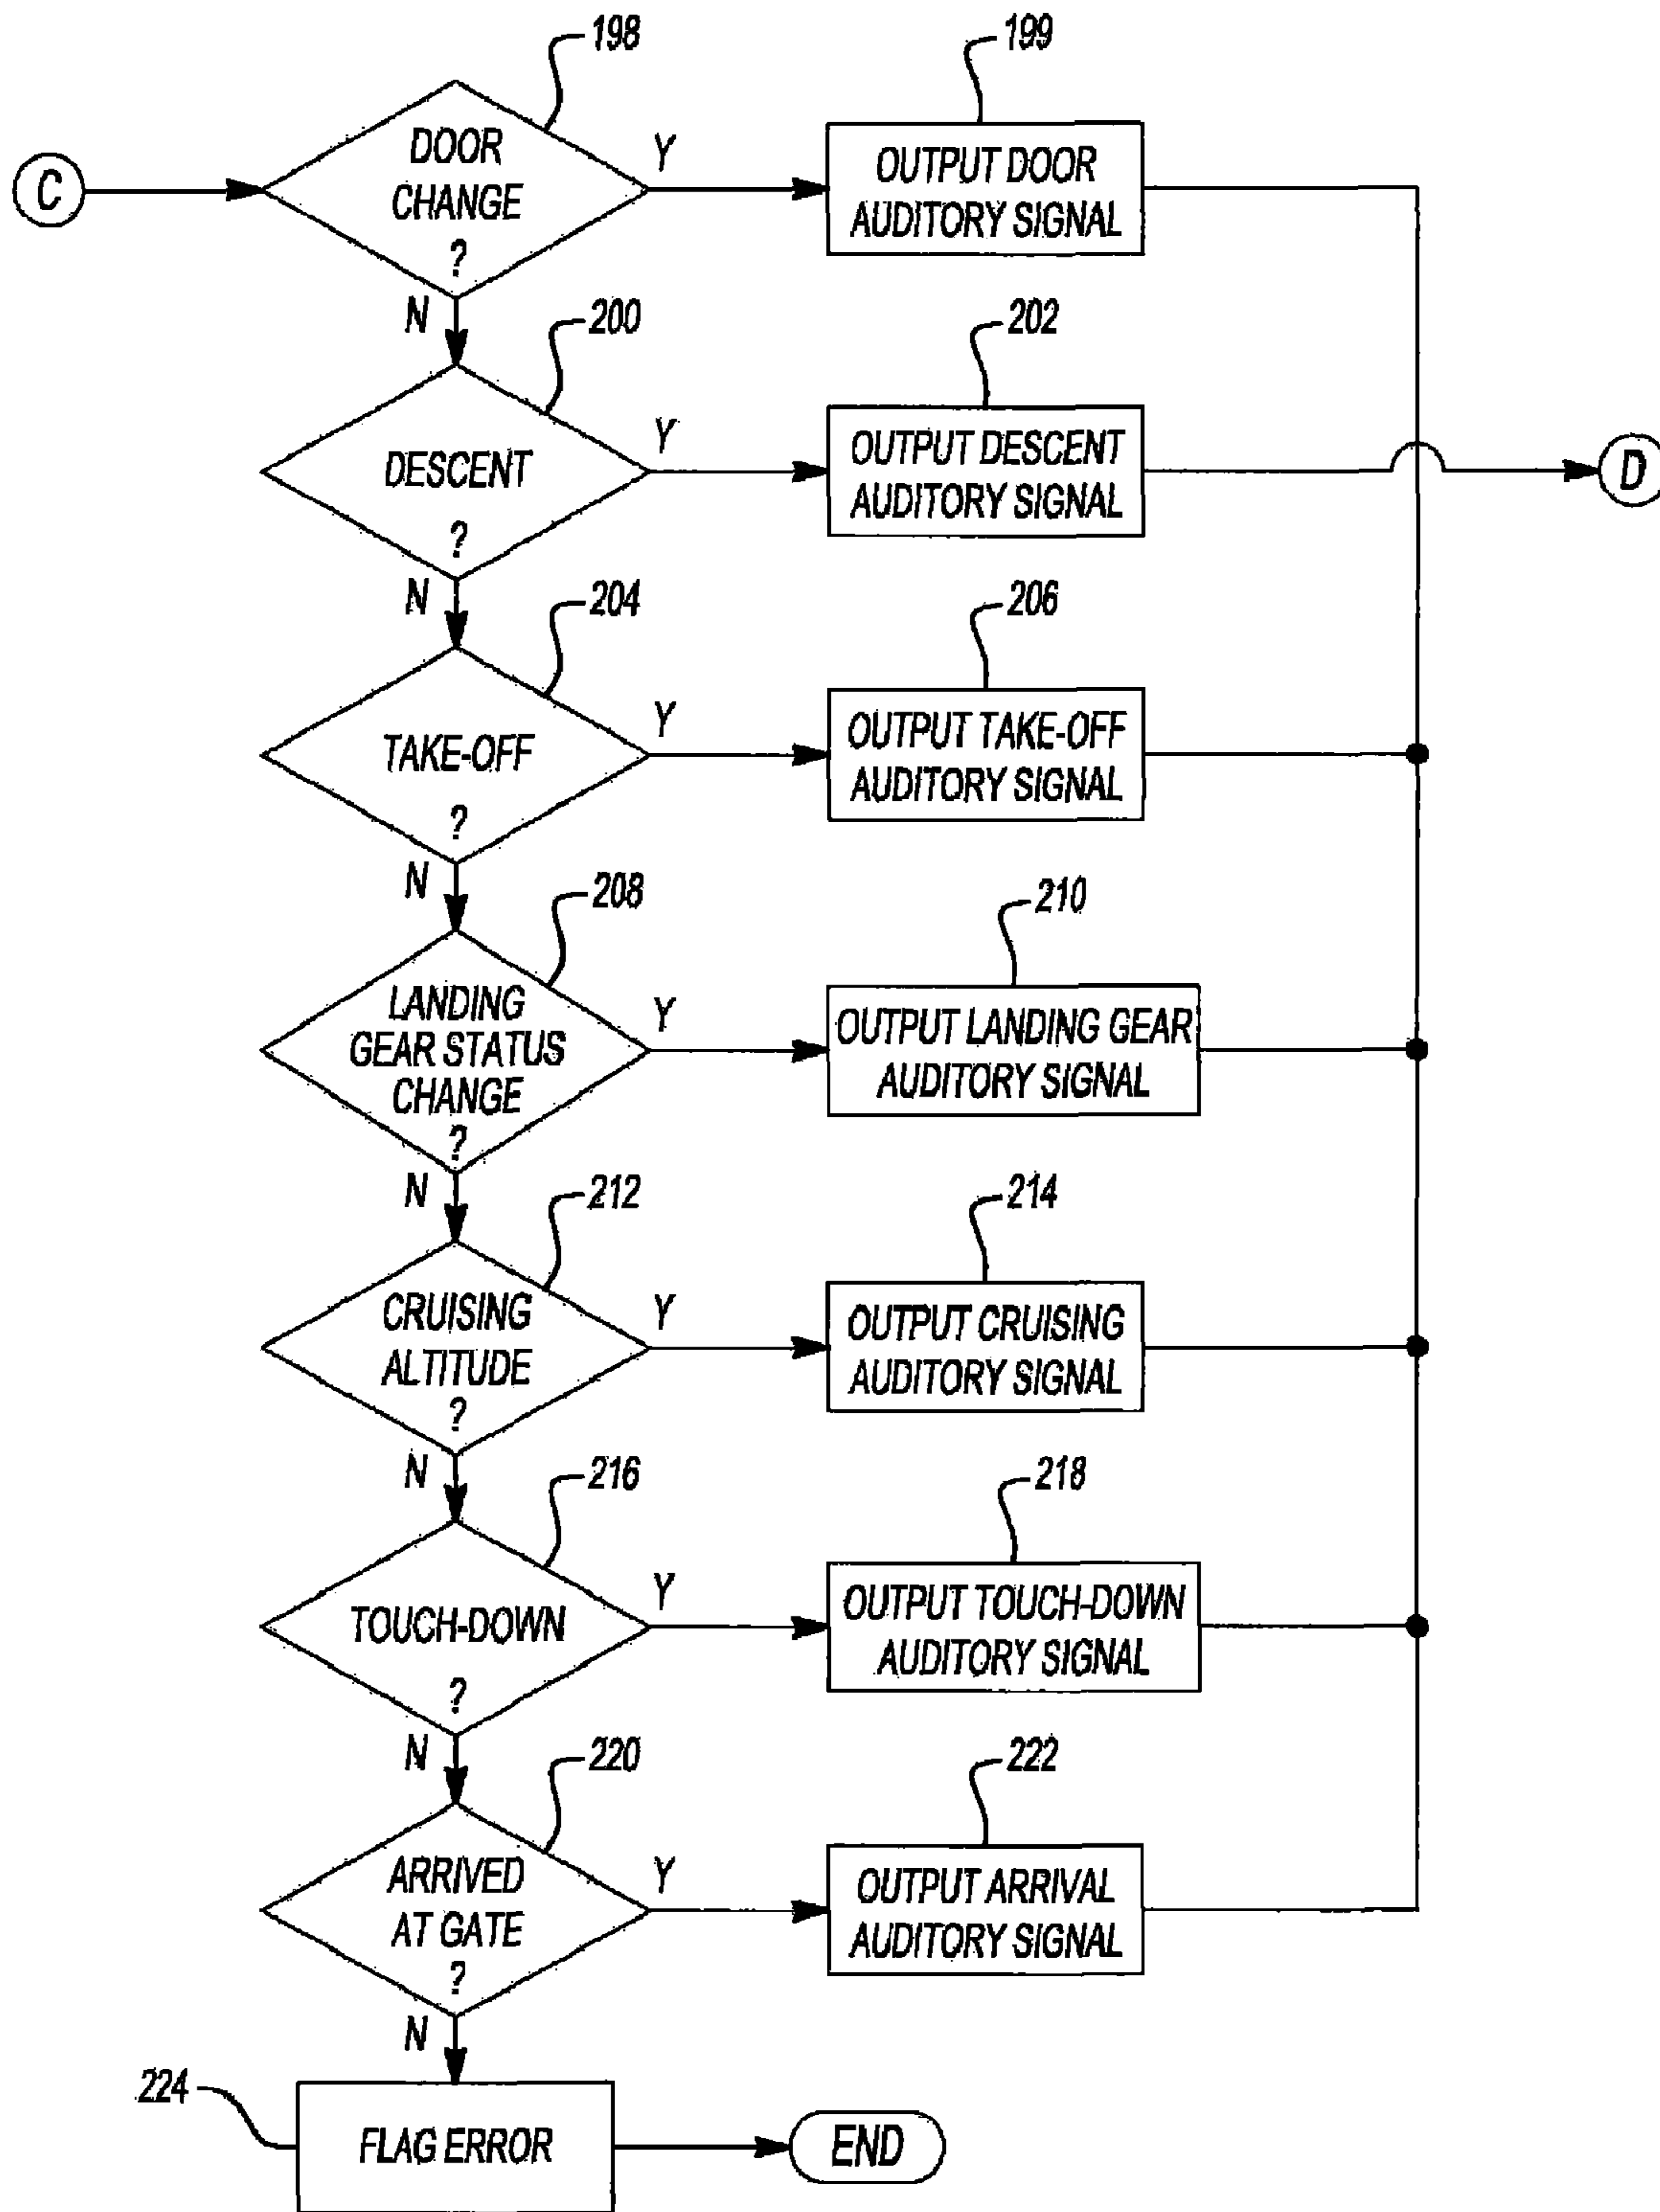 198
199
C
DOOR
CHANGE
?
Y
N
OUTPUT DOOR
AUDITORY SIGNAL
200
202
DESCENT
?
Y
N
OUTPUT DESCENT
AUDITORY SIGNAL
D
204
206
TAKE-OFF
?
Y
N
OUTPUT TAKE-OFF
AUDITORY SIGNAL
208
210
LANDING
GEAR STATUS
CHANGE
?
Y
N
OUTPUT LANDING GEAR
AUDITORY SIGNAL
212
214
CRUISING
ALTITUDE
?
Y
N
OUTPUT CRUISING
AUDITORY SIGNAL
216
218
TOUCH-DOWN
?
Y
N
OUTPUT TOUCH-DOWN
AUDITORY SIGNAL
220
222
ARRIVED
AT GATE
?
Y
N
OUTPUT ARRIVAL
AUDITORY SIGNAL
224
FLAG ERROR
END